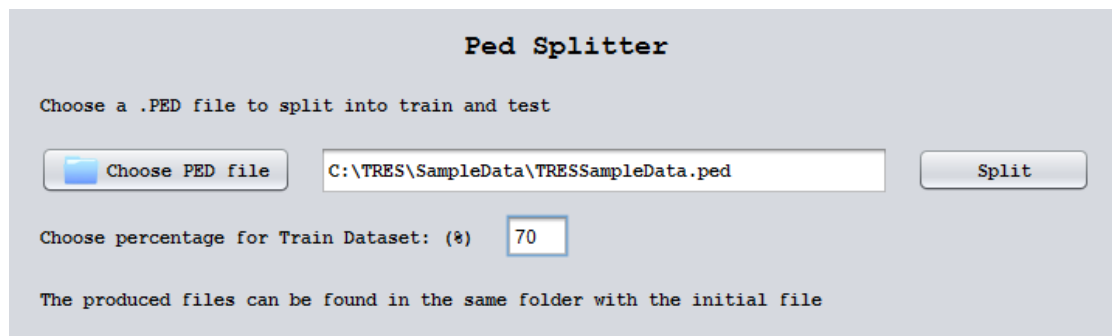 Ped Splitter
Choose a .PED file to split into train and test
Choose PED file
C:\TRES\SampleData\TRESSampleData.ped
Split
Choose percentage for Train Dataset: (%)
70
The produced files can be found in the same folder with the initial file